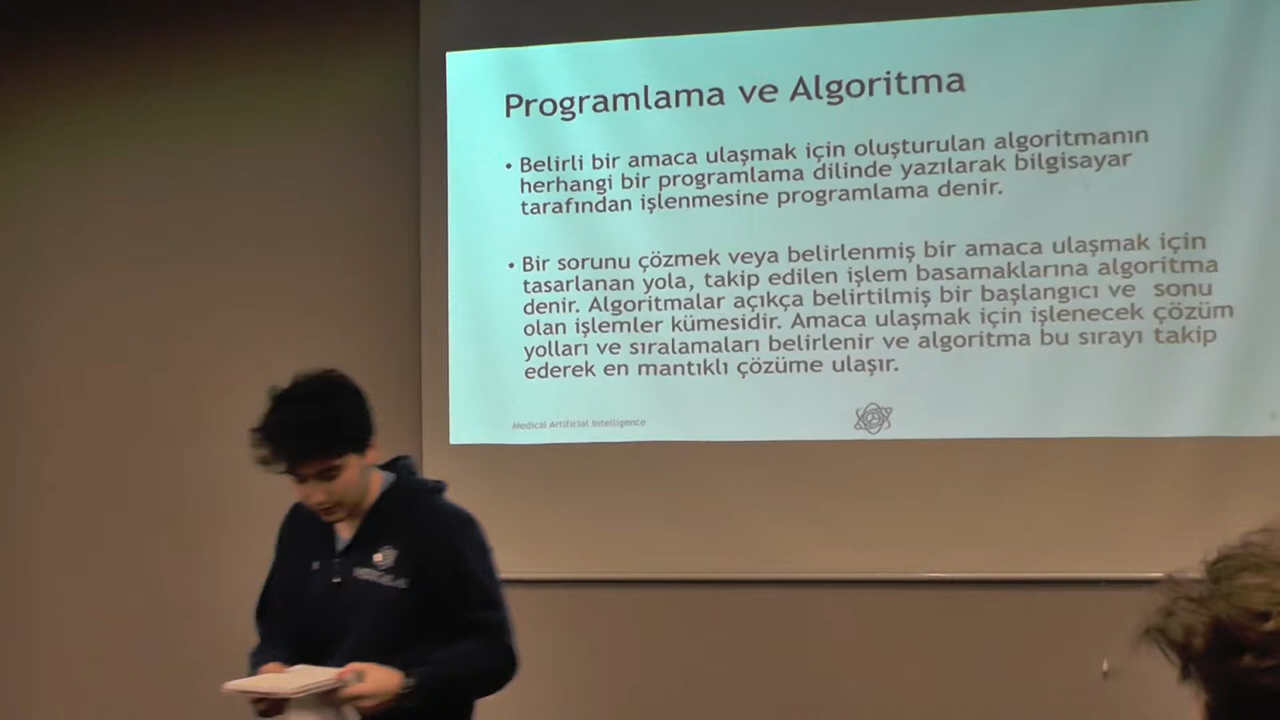 Programlama ve Algoritma
• Belirli bir amaca ulaşmak için oluşturulan algoritmanın
herhangi bir programlama dilinde yazılarak bilgisayar
tarafından işlenmesine programlama denir.
• Bir sorunu çözmek veya belirlenmiş bir amaca ulaşmak için
tasarlanan yola, takip edilen işlem basamaklarına algoritma
denir. Algoritmalar açıkça belirtilmiş bir başlangıcı ve sonu
olan işlemler kümesidir. Amaca ulaşmak için işlenecek çözüm
yolları ve sıralamaları belirlenir ve algoritma bu sırayı takip
ederek en mantıklı çözüme ulaşır.
Medical Artificial Intelligence